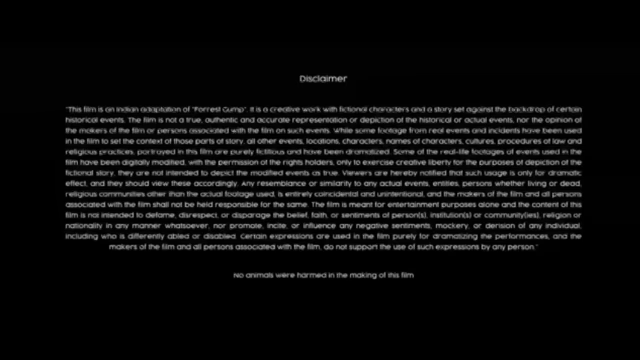 Disclaimer
"This film is an Indian adaptation of "Forrest Gump". It is a creative work with fictional characters and a story set against the backdrop of certain
historical events. The film is not a true, authentic and accurate representation or depiction of the historical or actual events, nor the opinion of
the makers of the film or persons associated with the film on such events. While some footage from real events and incidents have been used
in the film to set the context of those parts of story, all other events, locations, characters, names of characters, cultures, procedures of law and
religious practices, portrayed in this film are purely fictitious and have been dramatized. Some of the real-life footages of events used in the
film have been digitally modified, with the permission of the rights holders, only to exercise creative liberty for the purposes of depiction of the
fictional story, they are not intended to depict the modified events as true. Viewers are hereby notified that such usage is only for dramatic
effect, and they should view these accordingly. Any resemblance or similarity to any actual events, entities, persons whether living or dead,
religious communities other than the actual footage used, is entirely coincidental and unintentional, and the makers of the film and all persons
associated with the film shall not be held responsible for the same. The film is meant for entertainment purposes alone and the content of this
film is not intended to defame, disrespect, or disparage the belief, faith, or sentiments of person(s), institution(s) or community(ies), religion or
nationality in any manner whatsoever, nor promote, incite, or influence any negative sentiments, mockery, or derision of any individual,
including who is differently abled or disabled. Certain expressions are used in the film purely for dramatizing the performances, and the
makers of the film and all persons associated with the film, do not support the use of such expressions by any person."
No animals were harmed in the making of this film